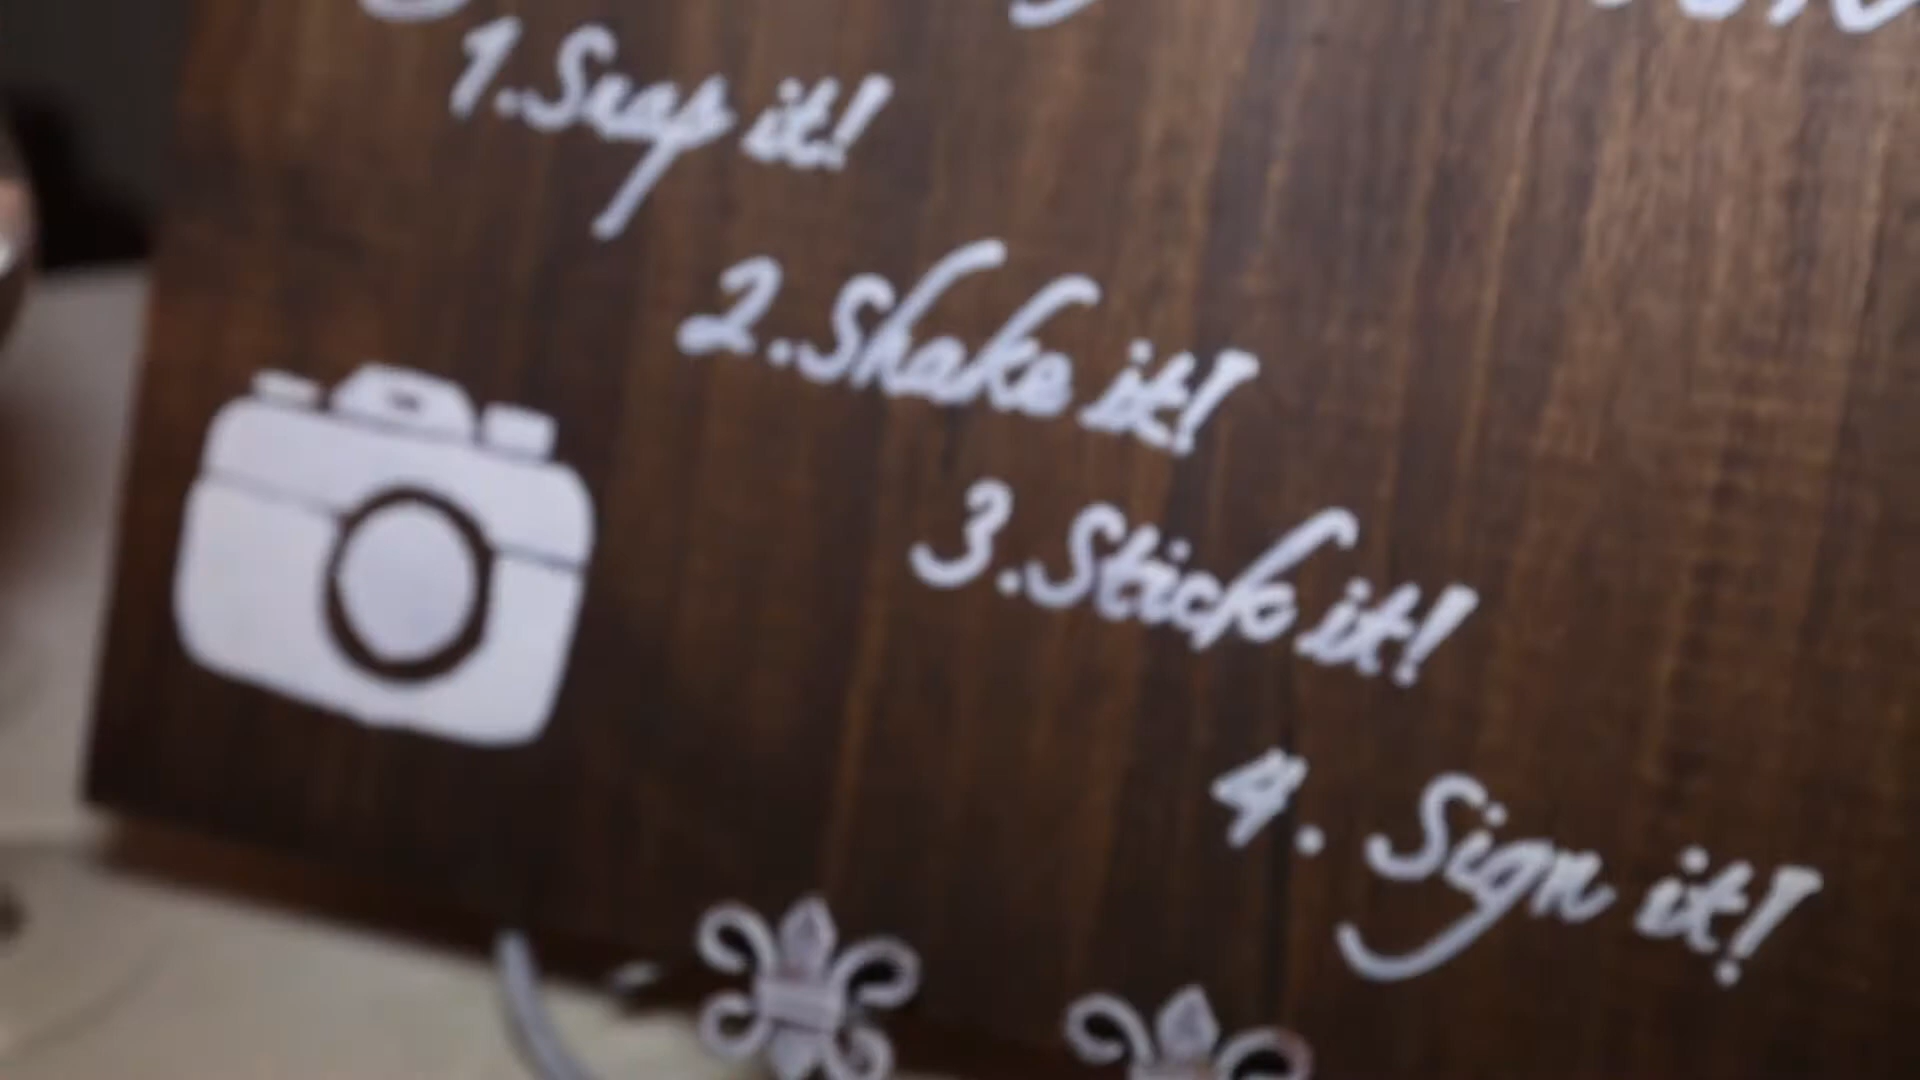 1. Snap it!
2. Shake it!
3. Stick it!
4. Sign it!